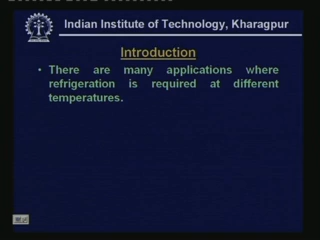 Indian Institute of Technology, Kharagpur
Introduction
• There are many applications where
refrigeration is required at different
temperatures.